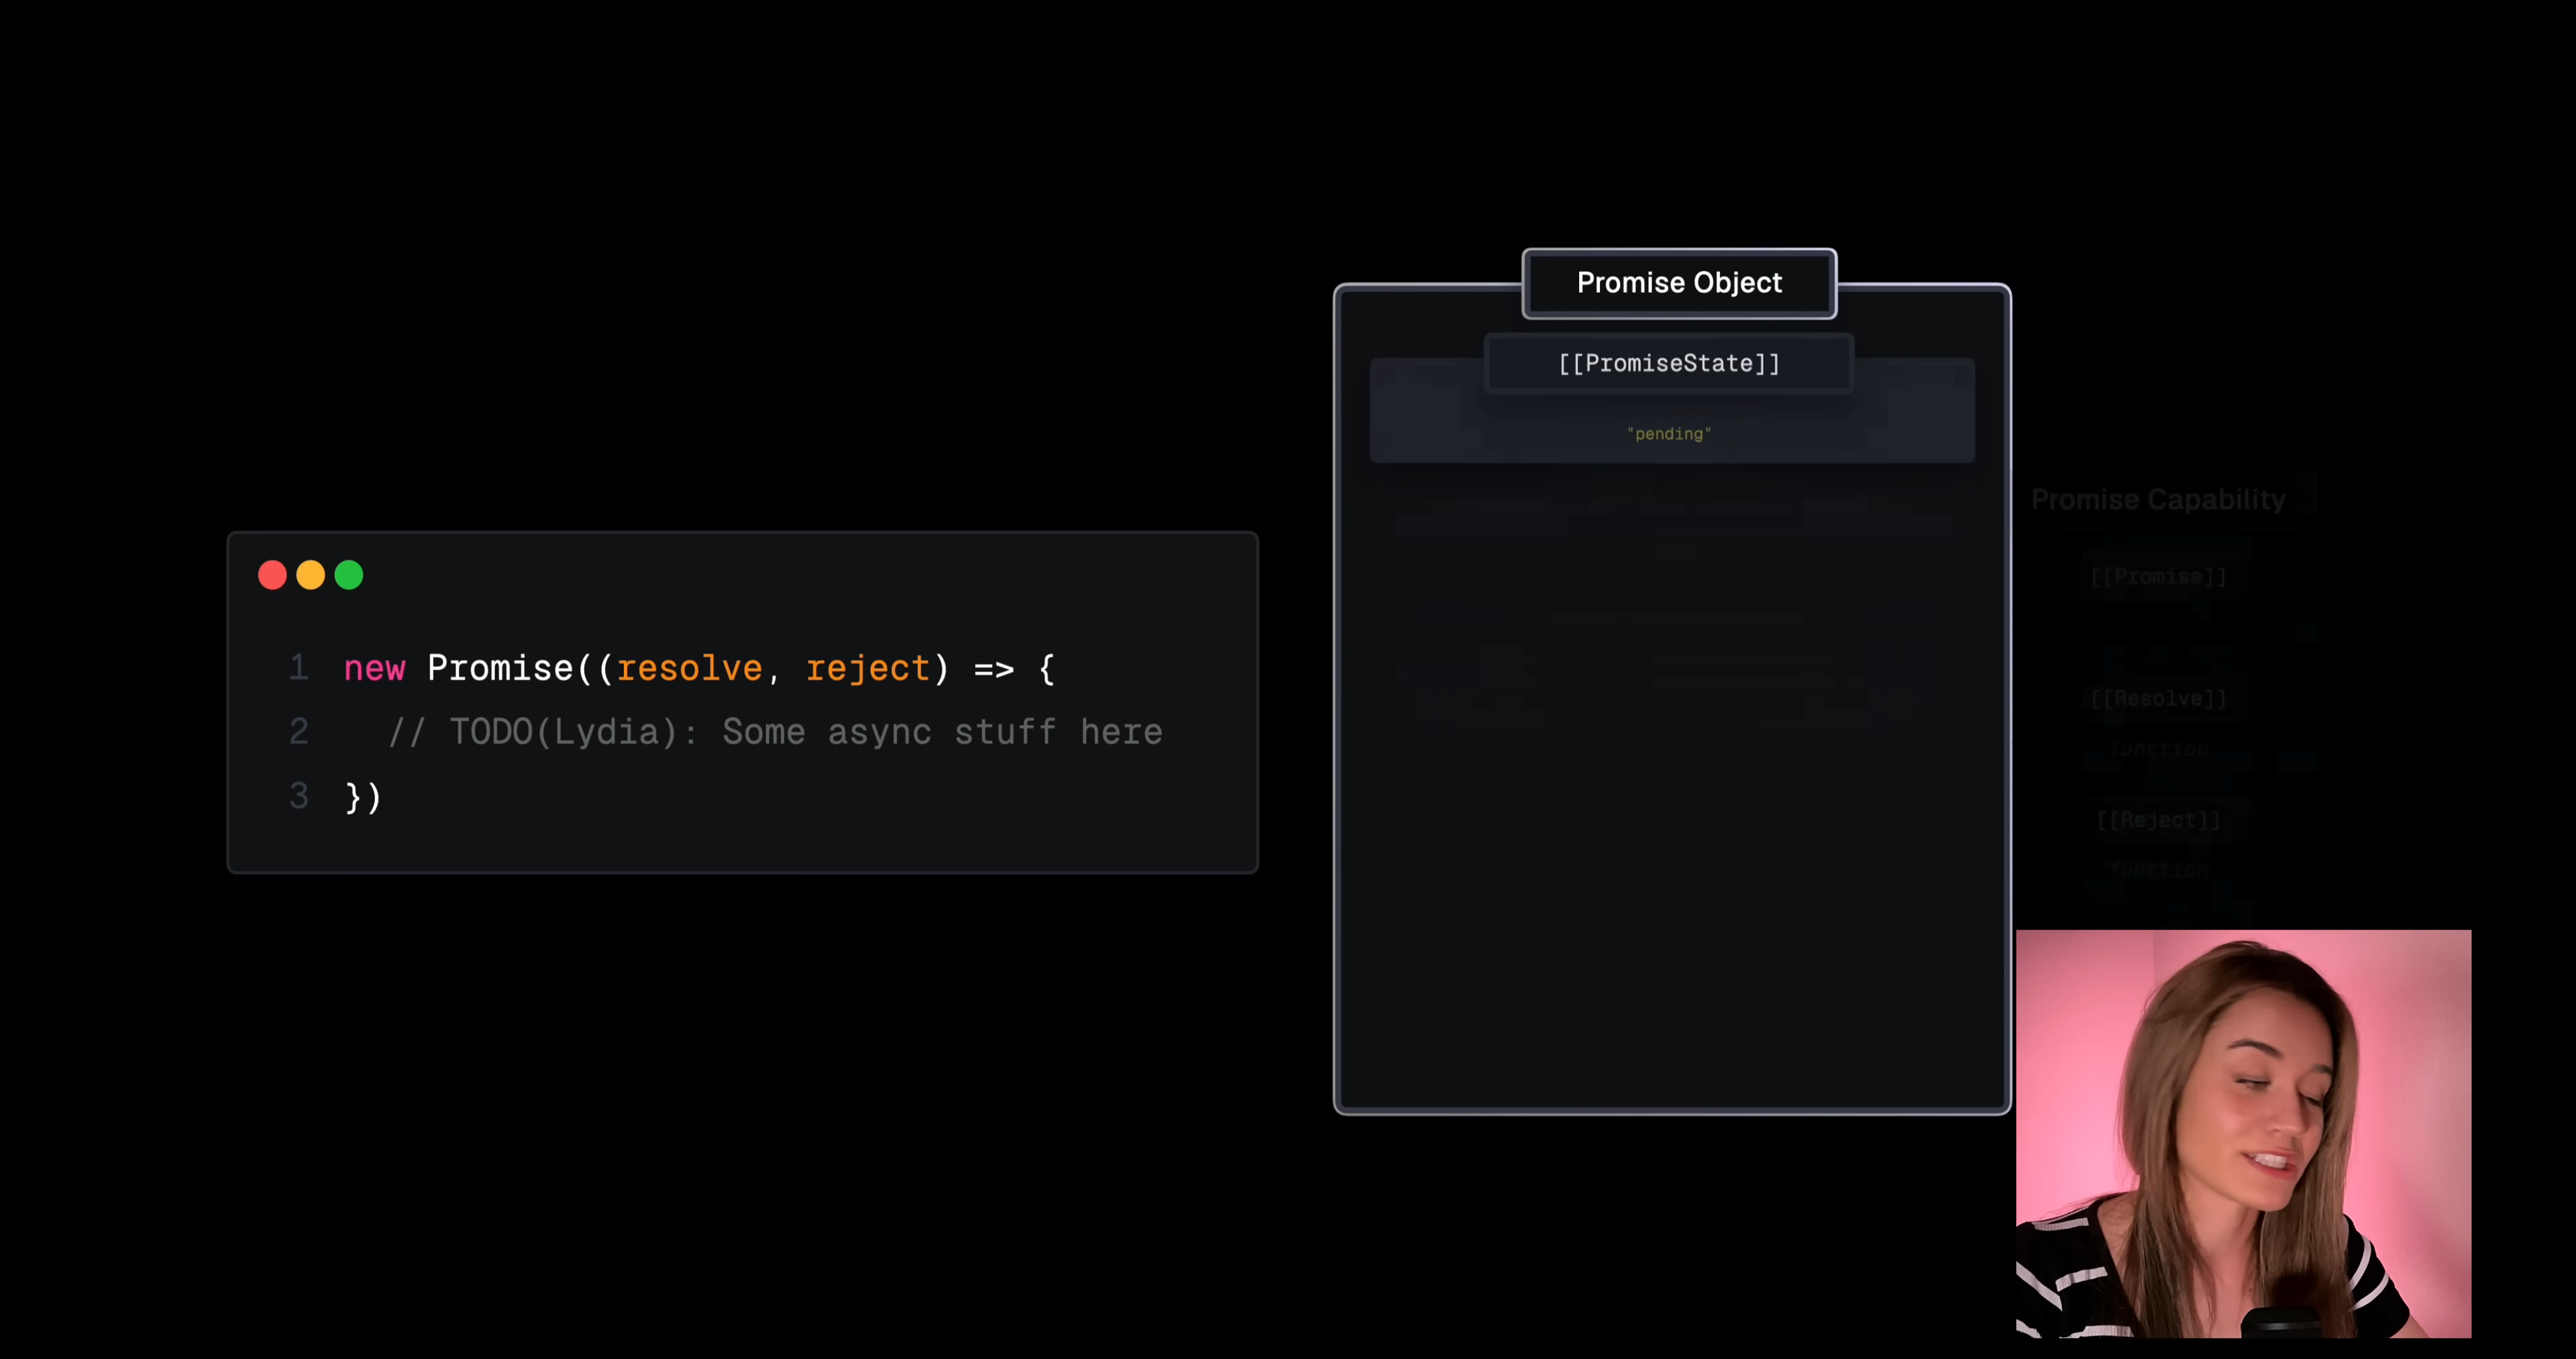 1 new Promise((resolve, reject) => {
2 // TODO(Lydia): Some async stuff here
3 })
Promise Object
[[PromiseState]]
"pending"
Promise Capability
[[Promise]]
[[Resolve]]
function
[[Reject]]
function